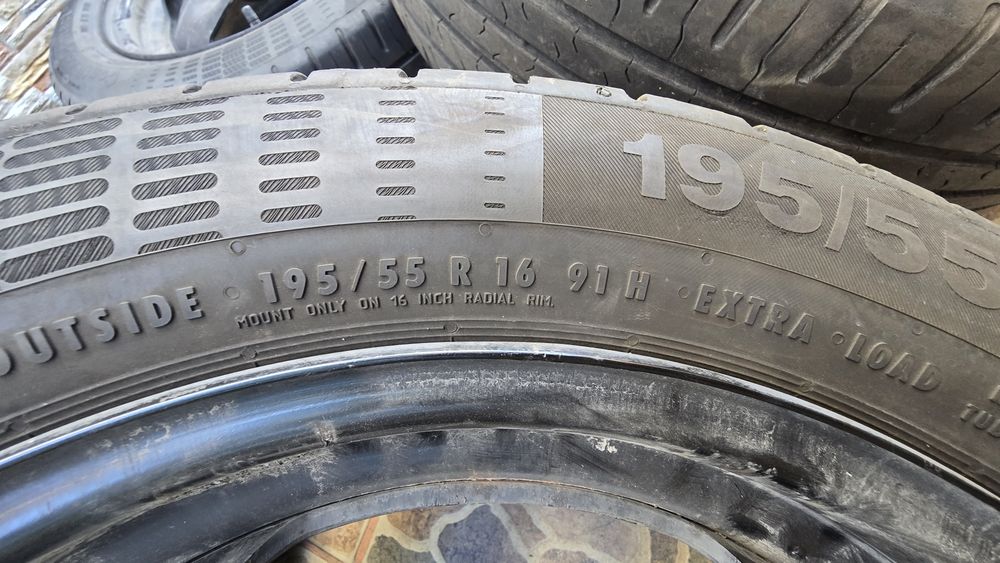 195/55
OUTSIDE 195/55 R 16 91 H EXTRA LOAD
MOUNT ONLY ON 16 INCH RADIAL RIM.